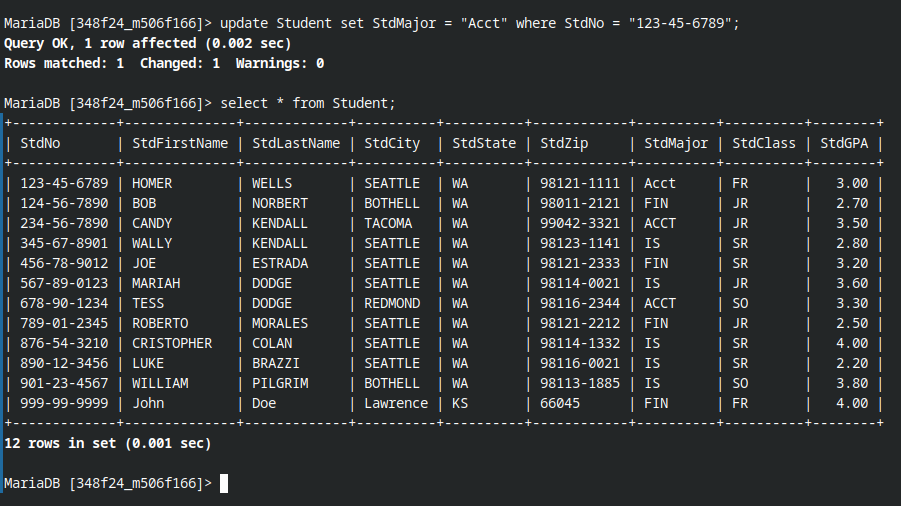 MariaDB [348f24_m506f166]> update Student set StdMajor = "Acct" where StdNo = "123-45-6789";
Query OK, 1 row affected (0.002 sec)
Rows matched: 1  Changed: 1  Warnings: 0

MariaDB [348f24_m506f166]> select * from Student;
+-------------+--------------+-------------+----------+----------+------------+----------+----------+--------+
| StdNo       | StdFirstName | StdLastName | StdCity  | StdState | StdZip     | StdMajor | StdClass | StdGPA |
+-------------+--------------+-------------+----------+----------+------------+----------+----------+--------+
| 123-45-6789 | HOMER        | WELLS       | SEATTLE  | WA       | 98121-1111 | Acct     | FR       |   3.00 |
| 124-56-7890 | BOB          | NORBERT     | BOTHELL  | WA       | 98011-2121 | FIN      | JR       |   2.70 |
| 234-56-7890 | CANDY        | KENDALL     | TACOMA   | WA       | 99042-3321 | ACCT     | JR       |   3.50 |
| 345-67-8901 | WALLY        | KENDALL     | SEATTLE  | WA       | 98123-1141 | IS       | SR       |   2.80 |
| 456-78-9012 | JOE          | ESTRADA     | SEATTLE  | WA       | 98121-2333 | FIN      | SR       |   3.20 |
| 567-89-0123 | MARIAH       | DODGE       | SEATTLE  | WA       | 98114-0021 | IS       | JR       |   3.60 |
| 678-90-1234 | TESS         | DODGE       | REDMOND  | WA       | 98116-2344 | ACCT     | SO       |   3.30 |
| 789-01-2345 | ROBERTO      | MORALES     | SEATTLE  | WA       | 98121-2212 | FIN      | JR       |   2.50 |
| 876-54-3210 | CRISTOPHER   | COLAN       | SEATTLE  | WA       | 98114-1332 | IS       | SR       |   4.00 |
| 890-12-3456 | LUKE         | BRAZZI      | SEATTLE  | WA       | 98116-0021 | IS       | SR       |   2.20 |
| 901-23-4567 | WILLIAM      | PILGRIM     | BOTHELL  | WA       | 98113-1885 | IS       | SO       |   3.80 |
| 999-99-9999 | John         | Doe         | Lawrence | KS       | 66045      | FIN      | FR       |   4.00 |
+-------------+--------------+-------------+----------+----------+------------+----------+----------+--------+
12 rows in set (0.001 sec)

MariaDB [348f24_m506f166]>